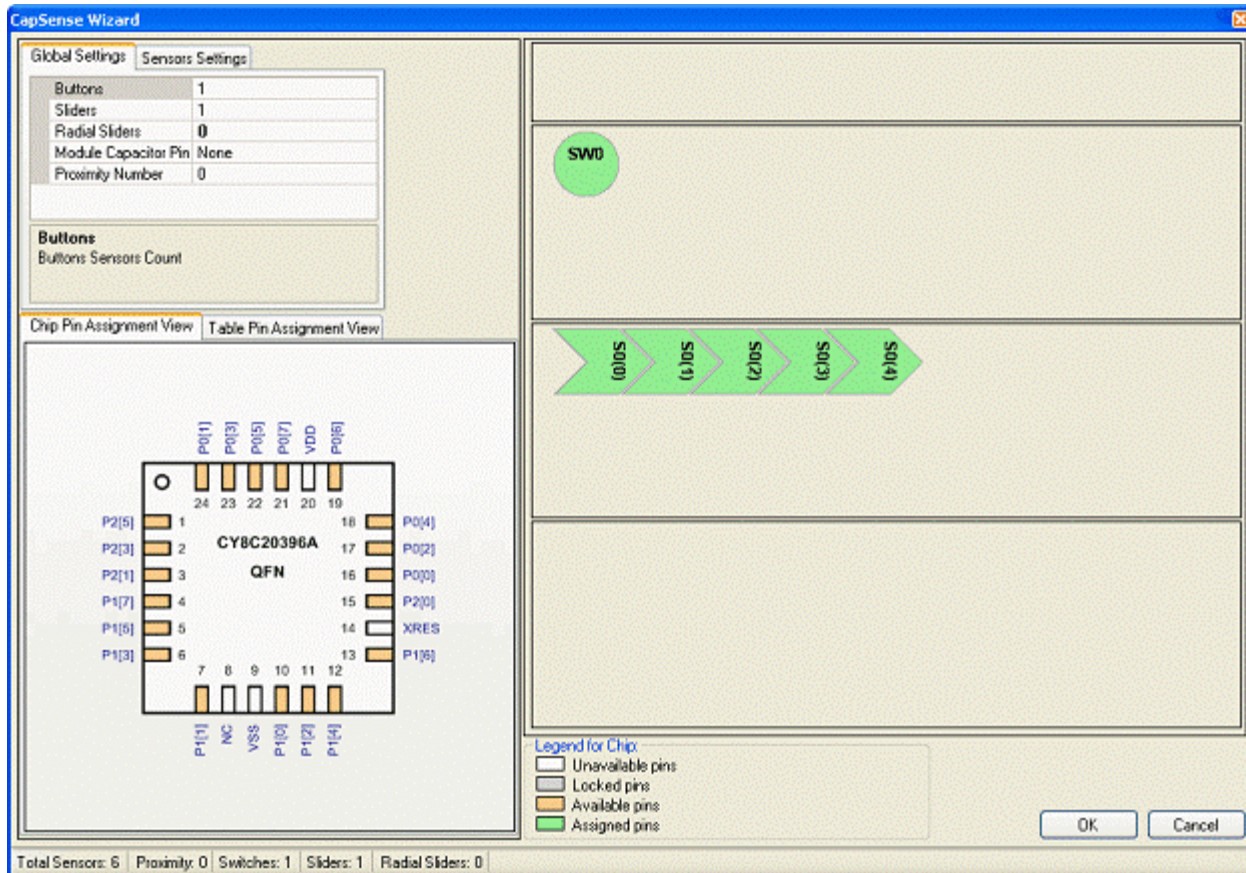 CapSense Wizard
Global Settings Sensors Settings
Buttons 1
Sliders 1
Radial Sliders 0
Module Capacitor Pin None
Proximity Number 0
Buttons
Buttons Sensors Count
Chip Pin Assignment View Table Pin Assignment View
P0[1] P0[3] P0[5] P0[7] VDD P0[6]
24 23 22 21 20 19
P2[5] 1 18 P0[4]
P2[3] 2 CY8C20396A 17 P0[2]
P2[1] 3 QFN 16 P0[0]
P1[7] 4 15 P2[0]
P1[5] 5 14 XRES
P1[3] 6 13 P1[6]
7 8 9 10 11 12
P1[1] NC VSS P1[0] P1[2] P1[4]
SW0
S0(0) S0(1) S0(2) S0(3) S0(4)
Legend for Chip:
Unavailable pins
Locked pins
Available pins
Assigned pins
OK Cancel
Total Sensors: 6 Proximity: 0 Switches: 1 Sliders: 1 Radial Sliders: 0